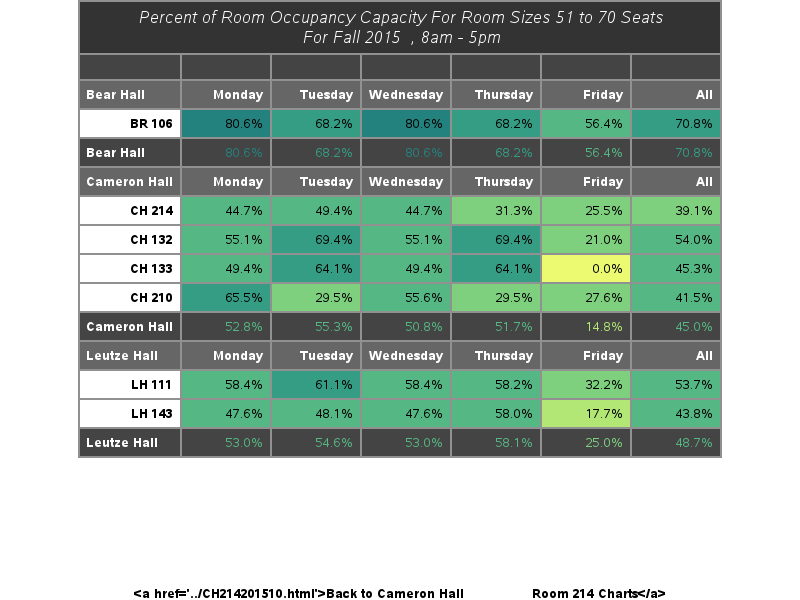 Percent of Room Occupancy Capacity For Room Sizes 51 to 70 Seats
For Fall 2015 , 8am - 5pm
Bear Hall Monday Tuesday Wednesday Thursday Friday All
BR 106 80.6% 68.2% 80.6% 68.2% 56.4% 70.8%
Bear Hall 80.6% 68.2% 80.6% 68.2% 56.4% 70.8%
Cameron Hall Monday Tuesday Wednesday Thursday Friday All
CH 214 44.7% 49.4% 44.7% 31.3% 25.5% 39.1%
CH 132 55.1% 69.4% 55.1% 69.4% 21.0% 54.0%
CH 133 49.4% 64.1% 49.4% 64.1% 0.0% 45.3%
CH 210 65.5% 29.5% 55.6% 29.5% 27.6% 41.5%
Cameron Hall 52.8% 55.3% 50.8% 51.7% 14.8% 45.0%
Leutze Hall Monday Tuesday Wednesday Thursday Friday All
LH 111 58.4% 61.1% 58.4% 58.2% 32.2% 53.7%
LH 143 47.6% 48.1% 47.6% 58.0% 17.7% 43.8%
Leutze Hall 53.0% 54.6% 53.0% 58.1% 25.0% 48.7%
<a href='../CH214201510.html'>Back to Cameron Hall Room 214 Charts</a>